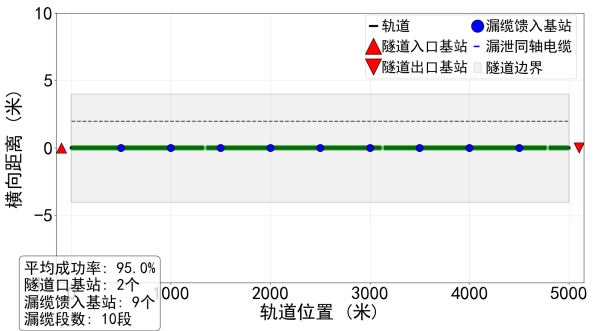 10
5
0
−5
横向距离（米）
轨道
隧道入口基站
隧道出口基站
漏缆馈入基站
漏泄同轴电缆
隧道边界
平均成功率: 95.0%
隧道口基站: 2个
漏缆馈入基站: 9个
漏缆段数: 10段
1000
2000
3000
4000
5000
轨道位置（米）